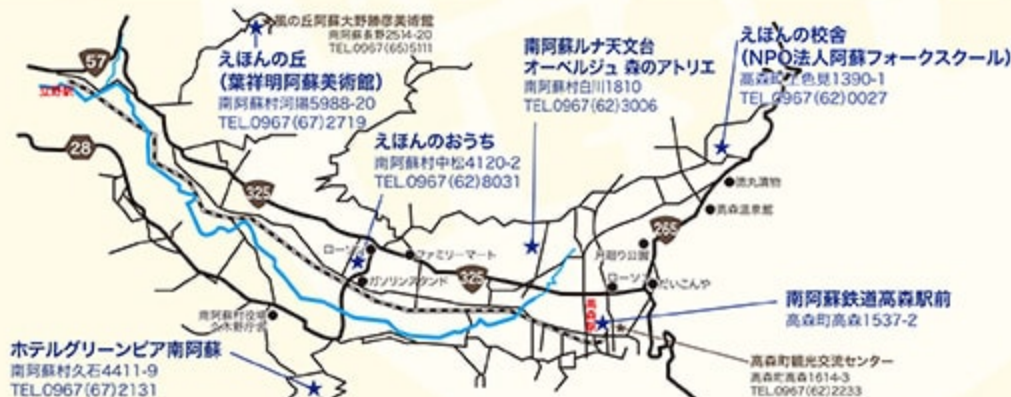 風の丘阿蘇大野勝彦美術館
南阿蘇長野2514-20
TEL.0967(65)5111
えほんの丘
(葉祥明阿蘇美術館)
南阿蘇村河陽5988-20
TEL.0967(67)2719
南阿蘇ルナ天文台
オーベルジュ 森のアトリエ
南阿蘇村白川1810
TEL.0967(62)3006
えほんの校舎
(NPO法人阿蘇フォークスクール)
高森町上色見1390-1
TEL.0967(62)0027
57
立野駅
28
えほんのおうち
南阿蘇村中松4120-2
TEL.0967(62)8031
325
徳丸漬物
高森温泉館
265
月廻り公園
ローソン
ファミリーマート
ガソリンスタンド
325
ローソン
だいこんや
南阿蘇村役場
久木野庁舎
高森駅
南阿蘇鉄道高森駅前
高森町高森1537-2
ホテルグリーンピア南阿蘇
南阿蘇村久石4411-9
TEL.0967(67)2131
高森町観光交流センター
高森町高森1614-3
TEL.0967(62)2233